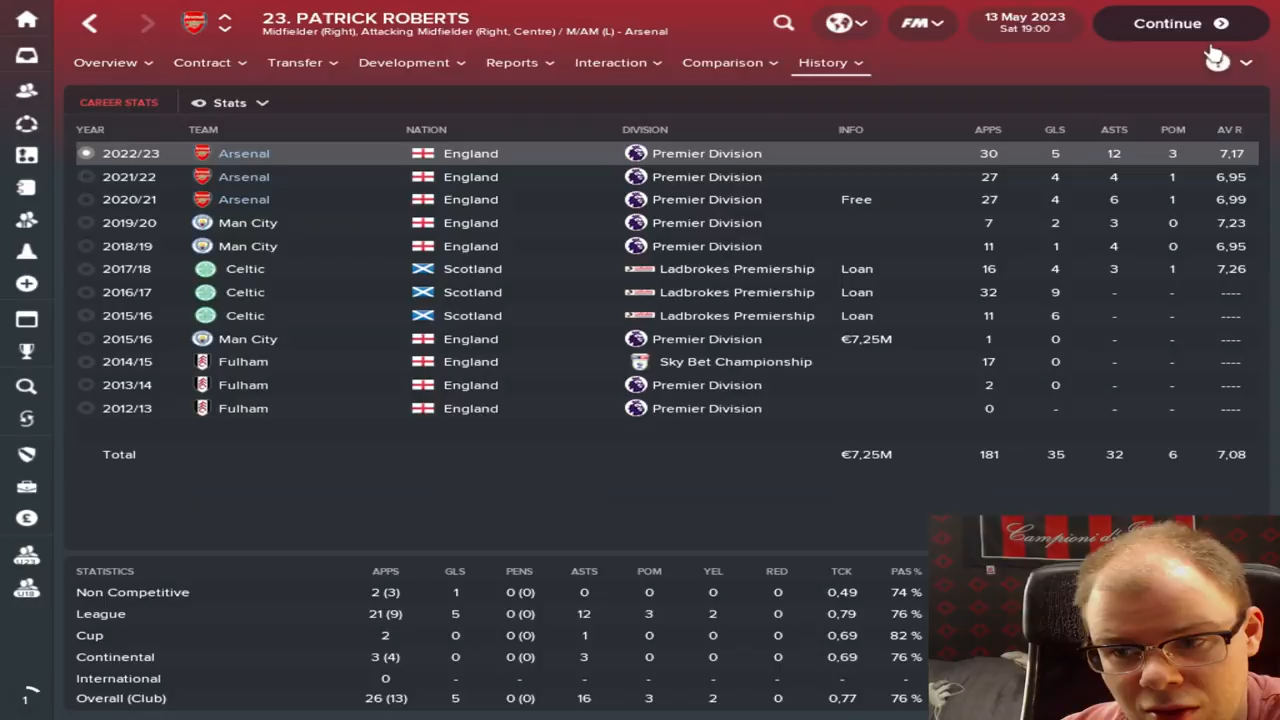 23. PATRICK ROBERTS
Midfielder (Right), Attacking Midfielder (Right, Centre) / M/AM (L) - Arsenal
FM
13 May 2023
Sat 19:00
Continue
Overview Contract Transfer Development Reports Interaction Comparison History
CAREER STATS Stats
YEAR TEAM NATION DIVISION INFO APPS GLS ASTS POM AV R
2022/23 Arsenal England Premier Division 30 5 12 3 7,17
2021/22 Arsenal England Premier Division 27 4 4 1 6,95
2020/21 Arsenal England Premier Division Free 27 4 6 1 6,99
2019/20 Man City England Premier Division 7 2 3 0 7,23
2018/19 Man City England Premier Division 11 1 4 0 6,95
2017/18 Celtic Scotland Ladbrokes Premiership Loan 16 4 3 1 7,26
2016/17 Celtic Scotland Ladbrokes Premiership Loan 32 9 - - ----
2015/16 Celtic Scotland Ladbrokes Premiership Loan 11 6 - - ----
2015/16 Man City England Premier Division €7,25M 1 0 - - ----
2014/15 Fulham England Sky Bet Championship 17 0 - - ----
2013/14 Fulham England Premier Division 2 0 - - ----
2012/13 Fulham England Premier Division 0 - - - ----
Total €7,25M 181 35 32 6 7,08
STATISTICS APPS GLS PENS ASTS POM YEL RED TCK PAS %
Non Competitive 2 (3) 1 0 (0) 0 0 0 0 0,49 74 %
League 21 (9) 5 0 (0) 12 3 2 0 0,79 76 %
Cup 2 0 0 (0) 1 0 0 0 0,69 82 %
Continental 3 (4) 0 0 (0) 3 0 0 0 0,69 76 %
International 0 - - - - - - - -
Overall (Club) 26 (13) 5 0 (0) 16 3 2 0 0,77 76 %
U23
U18
1
Campioni d'